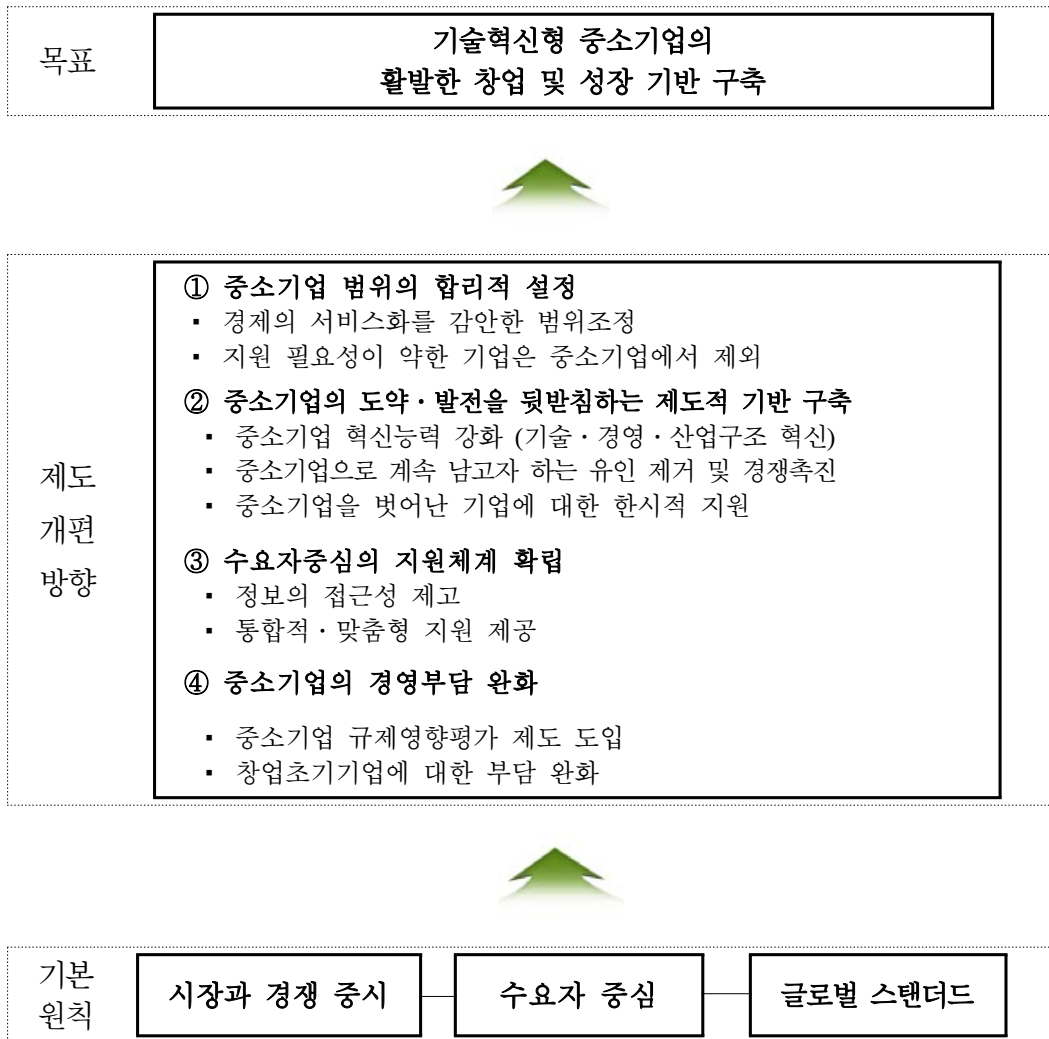 목표
기술혁신형 중소기업의
활발한 창업 및 성장 기반 구축
제도
개편
방향
① 중소기업 범위의 합리적 설정
▪ 경제의 서비스화를 감안한 범위조정
▪ 지원 필요성이 약한 기업은 중소기업에서 제외
② 중소기업의 도약·발전을 뒷받침하는 제도적 기반 구축
▪ 중소기업 혁신능력 강화 (기술·경영·산업구조 혁신)
▪ 중소기업으로 계속 남고자 하는 유인 제거 및 경쟁촉진
▪ 중소기업을 벗어난 기업에 대한 한시적 지원
③ 수요자중심의 지원체계 확립
▪ 정보의 접근성 제고
▪ 통합적·맞춤형 지원 제공
④ 중소기업의 경영부담 완화
▪ 중소기업 규제영향평가 제도 도입
▪ 창업초기기업에 대한 부담 완화
기본
원칙
시장과 경쟁 중시
수요자 중심
글로벌 스탠더드